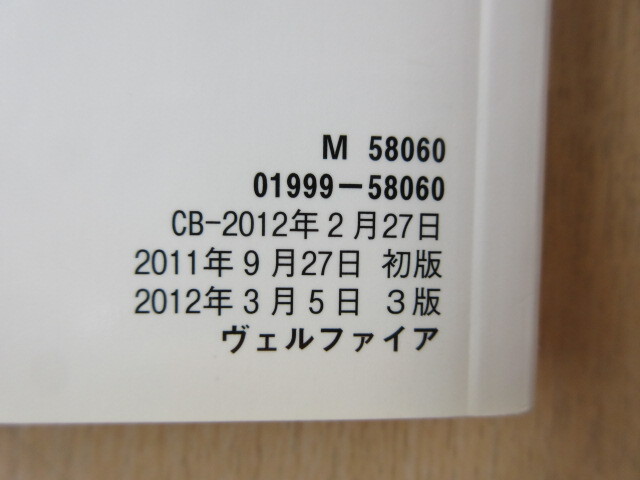 M 58060
01999-58060
CB-2012年2月27日
2011年9月27日 初版
2012年3月5日 3版
ヴェルファイア